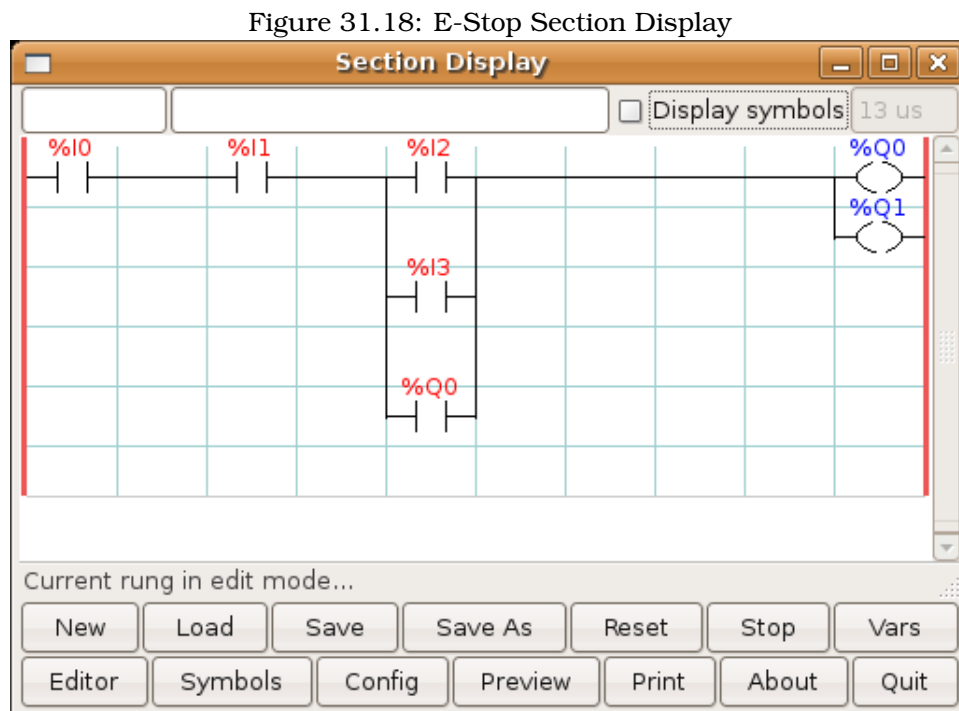 Figure 31.18: E-Stop Section Display
Section Display
Display symbols 13 us
%I0 %I1 %I2 %Q0
%Q1
%I3
%Q0
Current rung in edit mode...
New Load Save Save As Reset Stop Vars
Editor Symbols Config Preview Print About Quit